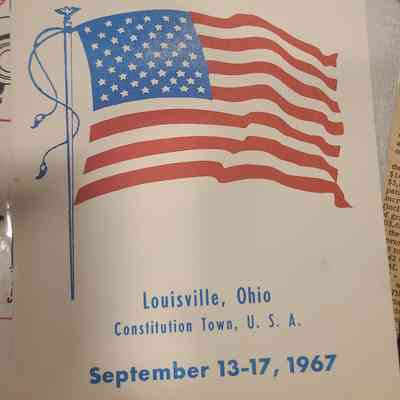 Louisville, Ohio
Constitution Town, U. S. A.
September 13-17, 1967